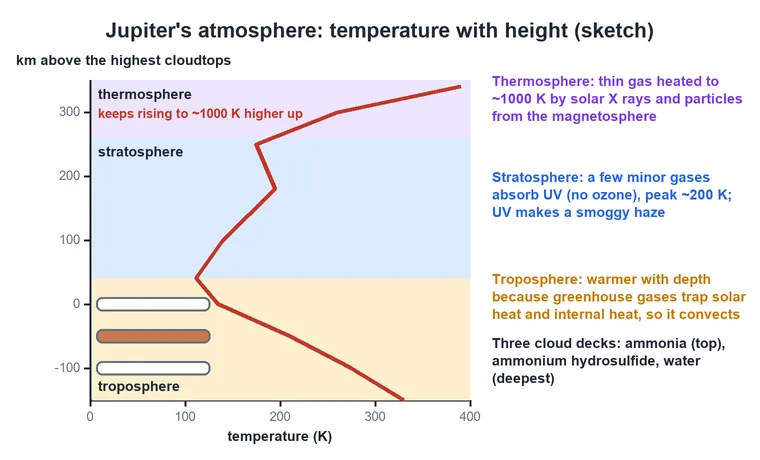 Jupiter's atmosphere: temperature with height (sketch)
km above the highest cloudtops
thermosphere
keeps rising to ~1000 K higher up
stratosphere
troposphere
300
200
100
0
-100
0
100
200
300
400
temperature (K)
Thermosphere: thin gas heated to
~1000 K by solar X rays and particles
from the magnetosphere
Stratosphere: a few minor gases
absorb UV (no ozone), peak ~200 K;
UV makes a smoggy haze
Troposphere: warmer with depth
because greenhouse gases trap solar
heat and internal heat, so it convects
Three cloud decks: ammonia (top),
ammonium hydrosulfide, water
(deepest)